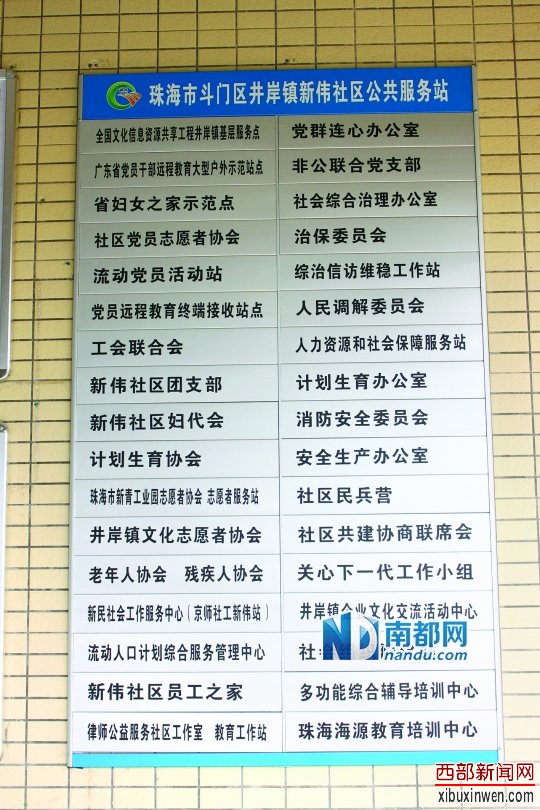 珠海市斗门区井岸镇新伟社区公共服务站
全国文化信息资源共享工程井岸镇基层服务点
党群连心办公室
广东省党员干部远程教育大型户外示范站点
非公联合党支部
省妇女之家示范点
社会综合治理办公室
社区党员志愿者协会
治保委员会
流动党员活动站
综治信访维稳工作站
党员远程教育终端接收站点
人民调解委员会
工会联合会
人力资源和社会保障服务站
新伟社区团支部
计划生育办公室
新伟社区妇代会
消防安全委员会
计划生育协会
安全生产办公室
珠海市新青工业园志愿者协会 志愿者服务站
社区民兵营
井岸镇文化志愿者协会
社区共建协商联席会
老年人协会 残疾人协会
关心下一代工作小组
新民社会工作服务中心(京师社工新伟站)
井岸镇企业文化交流活动中心
流动人口计划综合服务管理中心
社会
新伟社区员工之家
多功能综合辅导培训中心
律师公益服务社区工作室 教育工作站
珠海海源教育培训中心
ND南都网
nandu.com
西部新闻网
xibuxinwen.com